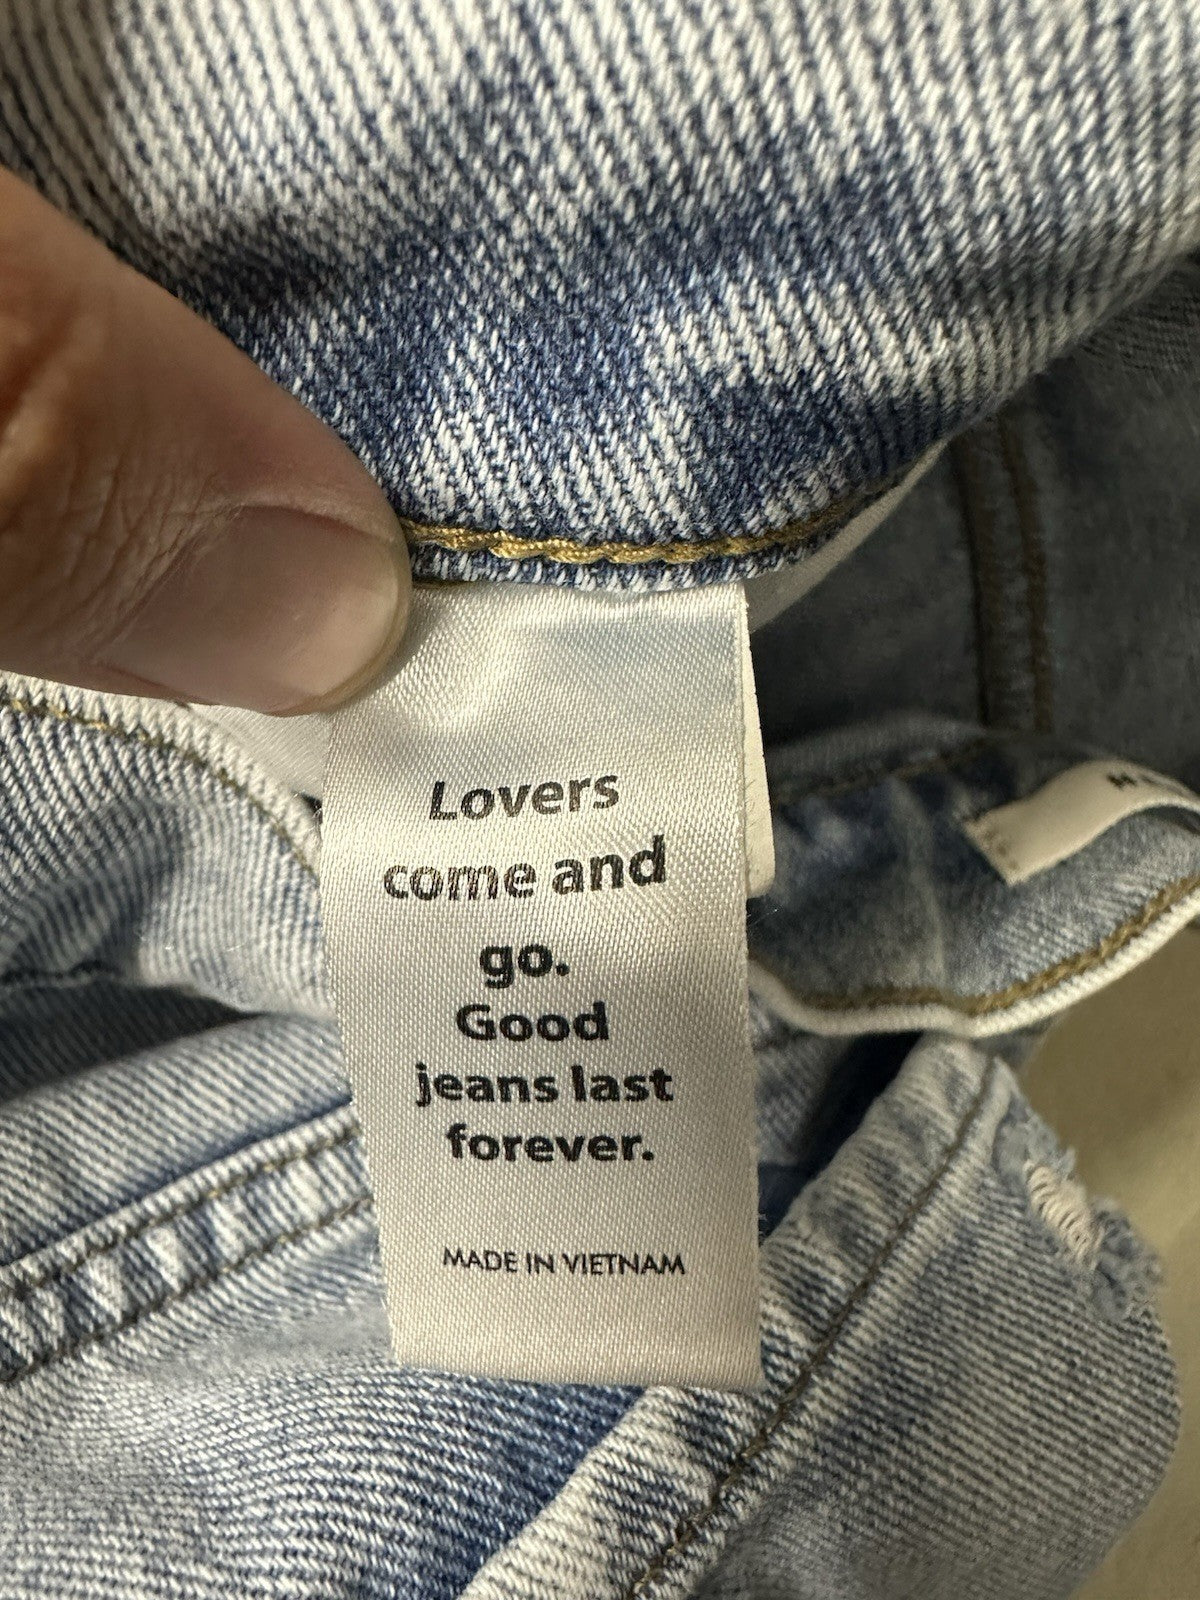 Lovers
come and
go.
Good
jeans last
forever.
MADE IN VIETNAM